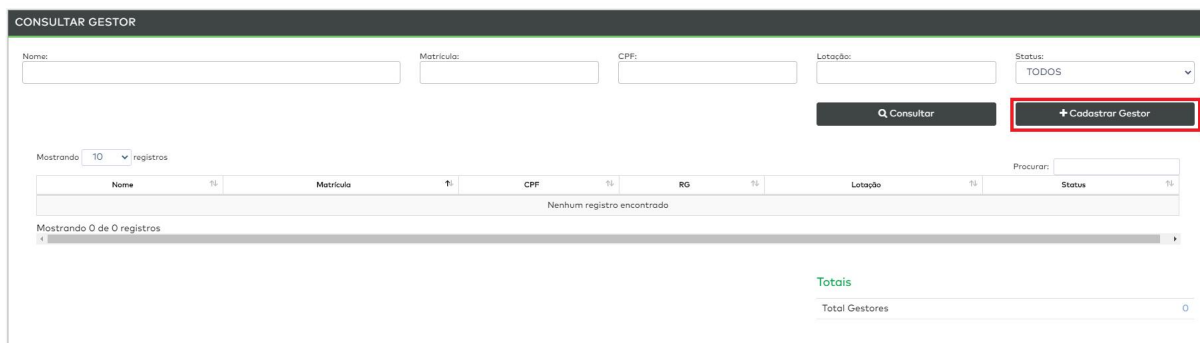 CONSULTAR GESTOR
Nome: Matrícula: CPF: Lotação: Status:
TODOS
Consultar + Cadastrar Gestor
Mostrando 10 registros
Procurar:
Nome Matrícula CPF RG Lotação Status
Nenhum registro encontrado
Mostrando 0 de 0 registros
Totais
Total Gestores 0